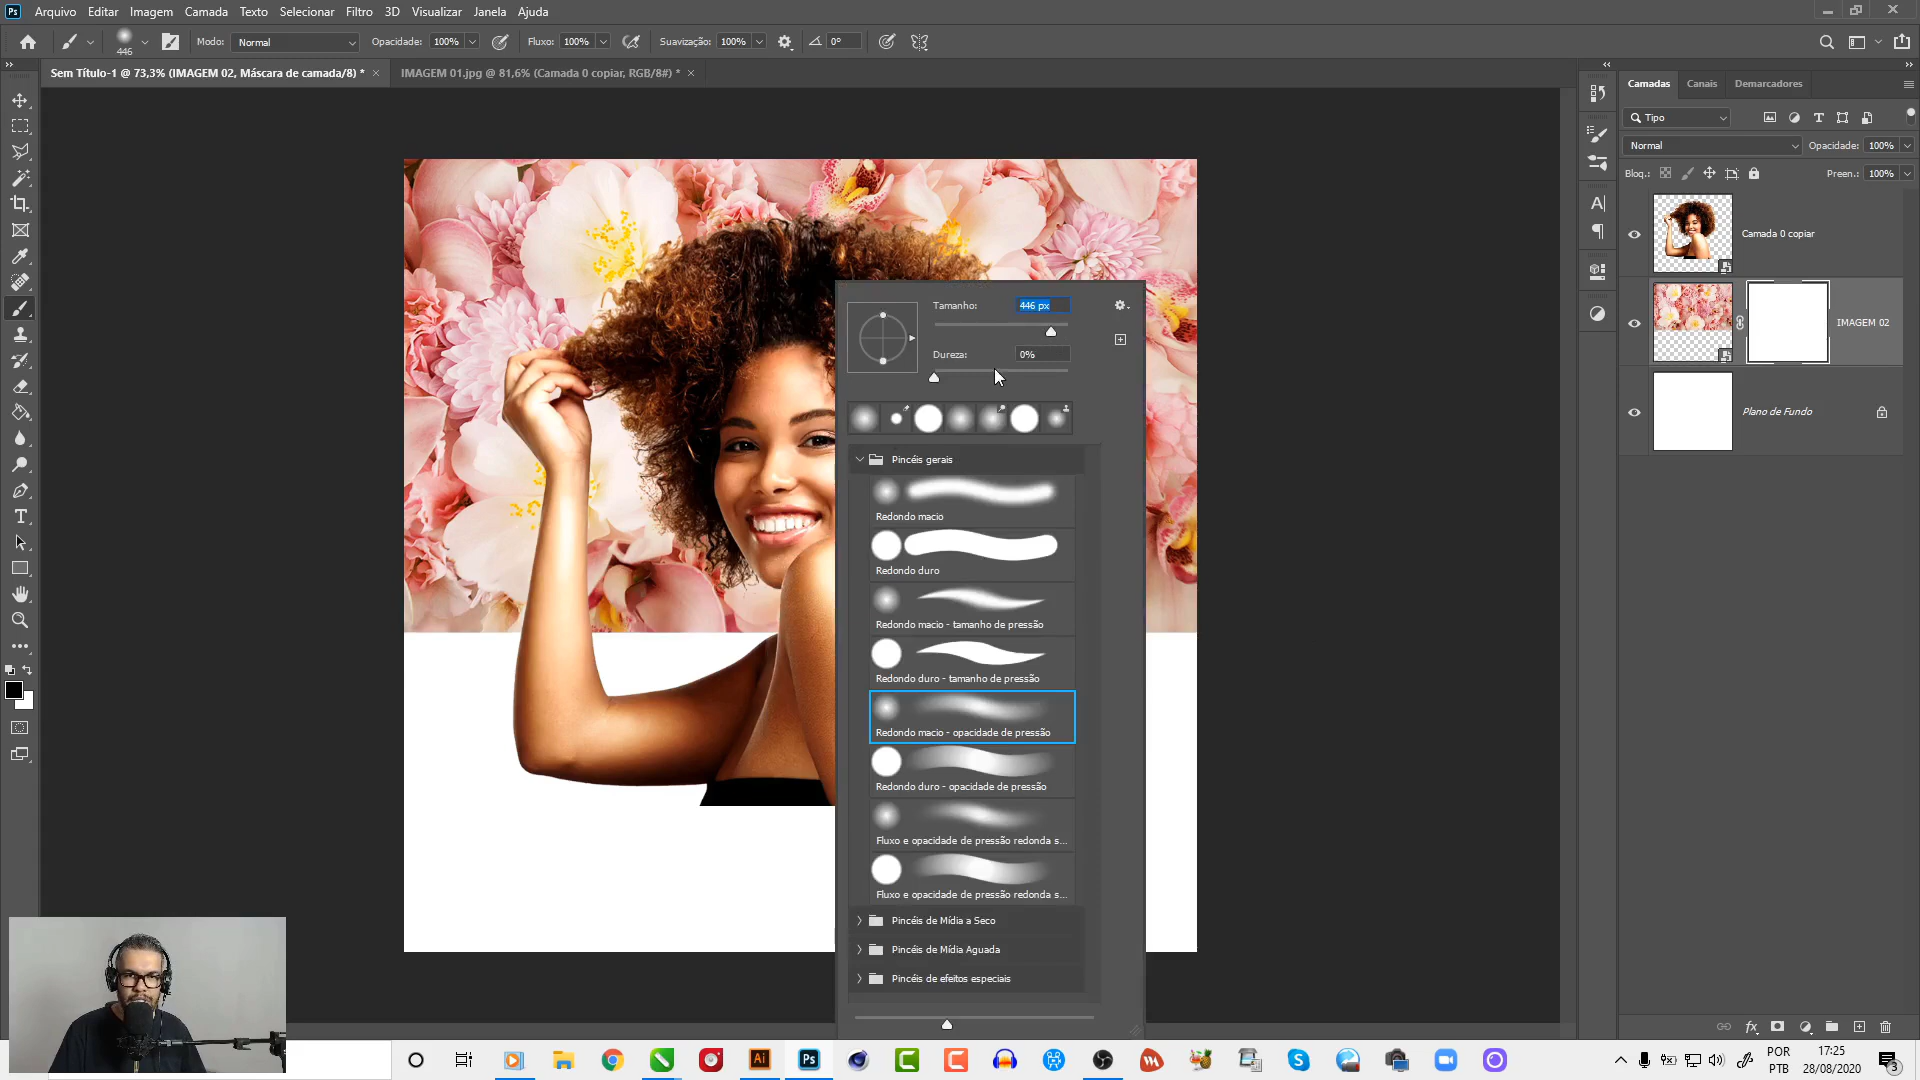 Ps Arquivo Editar Imagem Camada Texto Selecionar Filtro 3D Visualizar Janela Ajuda
446 Modo: Normal Opacidade: 100% Fluxo: 100% Suavização: 100% 0°
Sem Título-1 @ 73,3% (IMAGEM 02, Máscara de camada/8) * × IMAGEM 01.jpg @ 81,6% (Camada 0 copiar, RGB/8#) * ×
Camadas Canais Demarcadores
Tipo
Normal Opacidade: 100%
Bloq.: Preen.: 100%
Camada 0 copiar
IMAGEM 02
Plano de Fundo
Tamanho: 446 px
Dureza: 0%
Pincéis gerais
Redondo macio
Redondo duro
Redondo macio - tamanho de pressão
Redondo duro - tamanho de pressão
Redondo macio - opacidade de pressão
Redondo duro - opacidade de pressão
Fluxo e opacidade de pressão redonda s...
Fluxo e opacidade de pressão redonda s...
Pincéis de Mídia a Seco
Pincéis de Mídia Aguada
Pincéis de efeitos especiais
Ai Ps
POR
PTB
17:25
28/08/2020
3